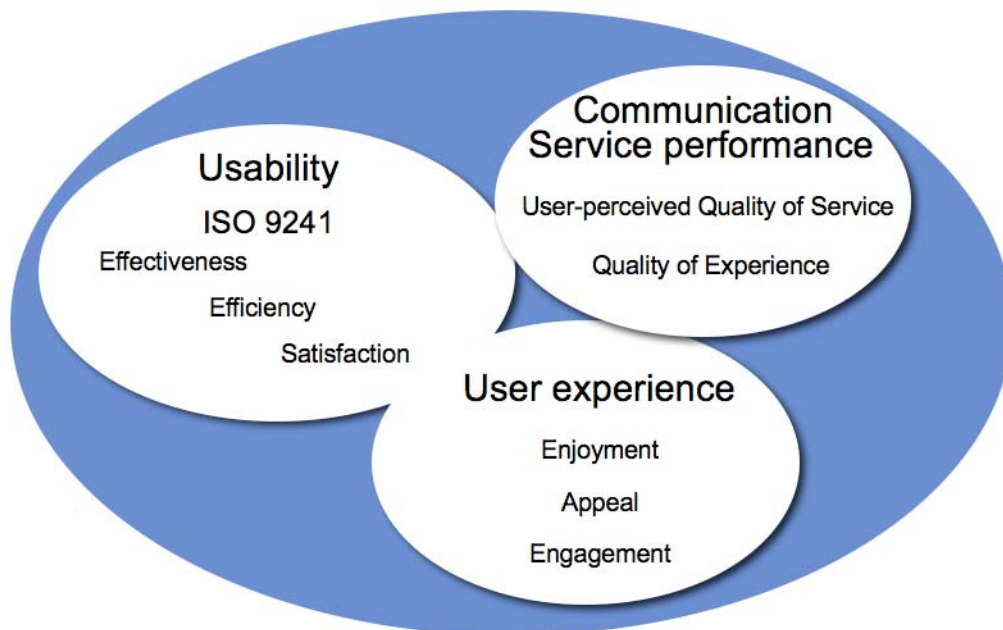 Usability
ISO 9241
Effectiveness
Efficiency
Satisfaction
Communication
Service performance
User-perceived Quality of Service
Quality of Experience
User experience
Enjoyment
Appeal
Engagement